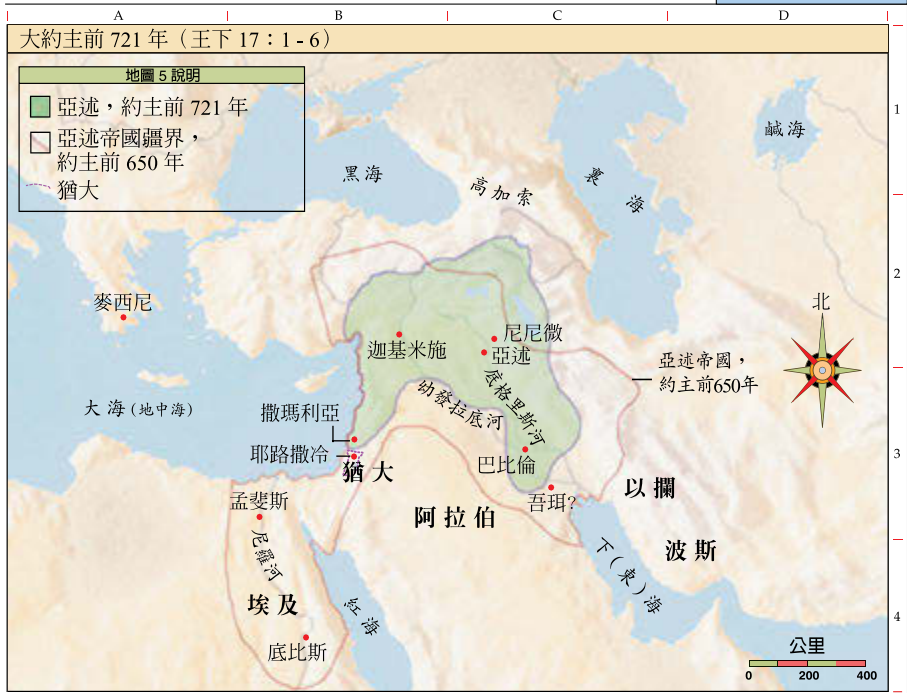 A
B
C
D
大約主前 721 年（王下 17：1 - 6）
地圖 5 說明
亞述，約主前 721 年
亞述帝國疆界，
約主前 650 年
猶大
1
2
3
4
鹹海
黑海
高加索
裏海
麥西尼
北
尼尼微
迦基米施
亞述
亞述帝國，
約主前650年
底格里斯河
幼發拉底河
大海(地中海)
撒瑪利亞
耶路撒冷
巴比倫
猶大
以攔
孟斐斯
吾珥?
阿拉伯
波斯
尼羅河
下（東）海
埃及
紅海
底比斯
公里
0 200 400